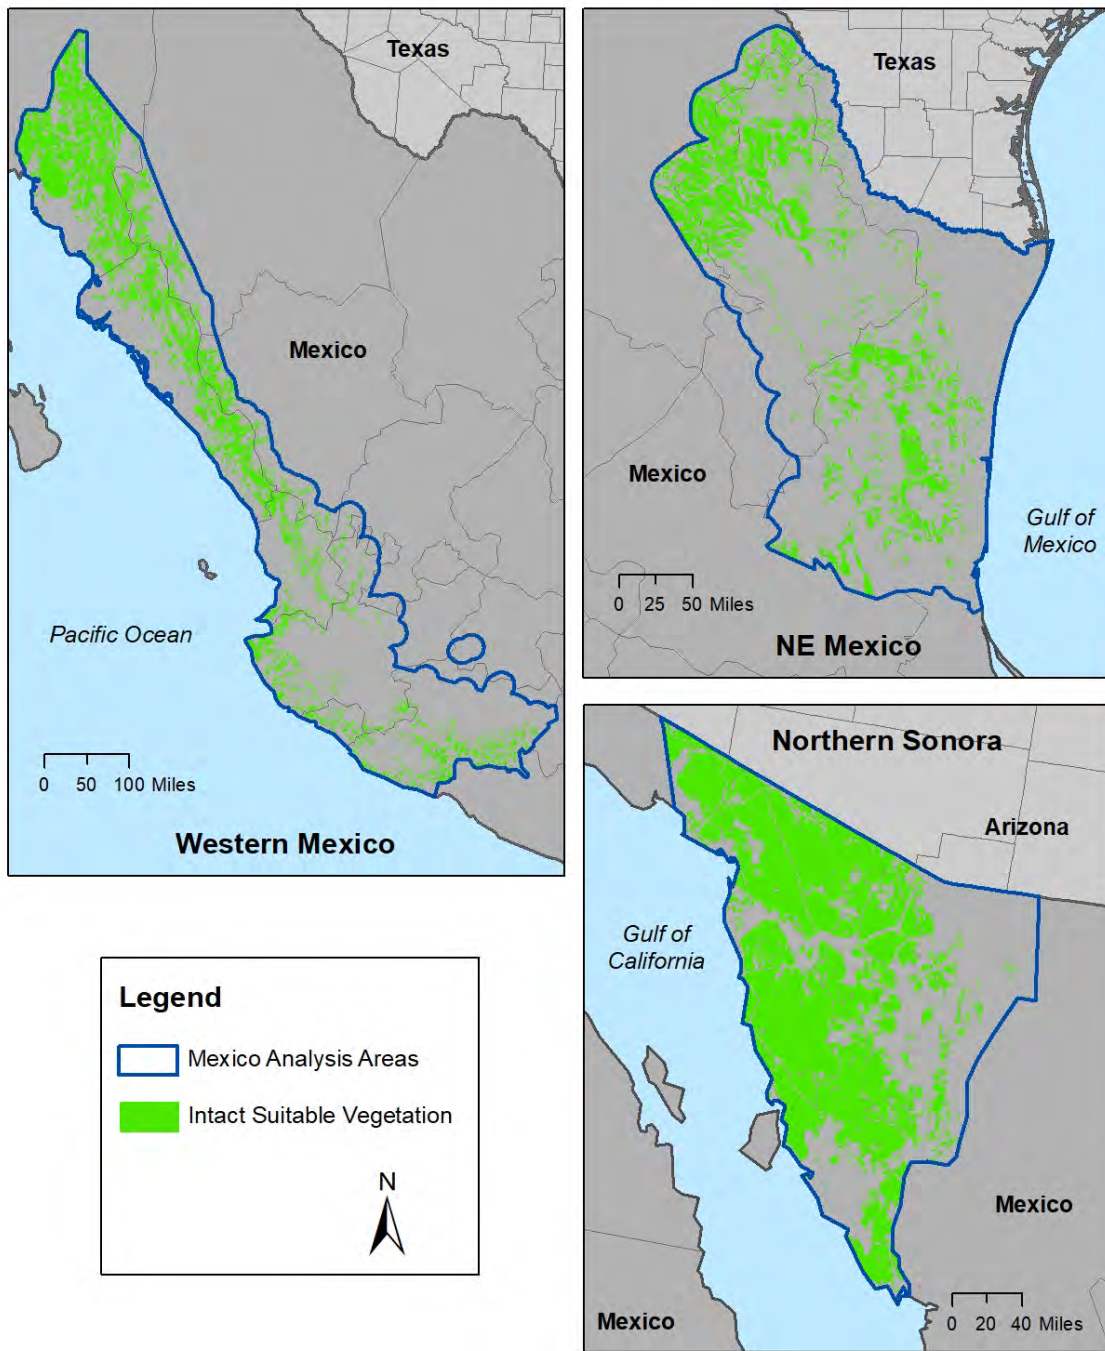 Texas
Mexico
Pacific Ocean
0 50 100 Miles
Western Mexico
Texas
Mexico
Gulf of
Mexico
0 25 50 Miles
NE Mexico
Northern Sonora
Arizona
Gulf of
California
Mexico
Mexico
0 20 40 Miles
Legend
Mexico Analysis Areas
Intact Suitable Vegetation
N